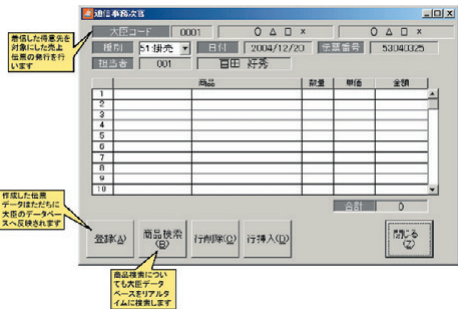 通信事務次官
着信した得意先を
対象にした売上
伝票の発行を行
います
大臣コード 0001 O △ □ × O △ □ ×
種別 51:掛売 日付 2004/12/20 伝票番号 53040325
担当者 001 百田 好秀
商品 数量 単価 金額
1
2
3
4
5
6
7
8
9
10
合計 0
作成した伝票
データはただちに
大臣のデータベー
スへ反映されます
登録(A) 商品検索(B) 行削除(C) 行挿入(D) 閉じる(Z)
商品検索につい
ても大臣データ
ベースをリアルタ
イムに検索します